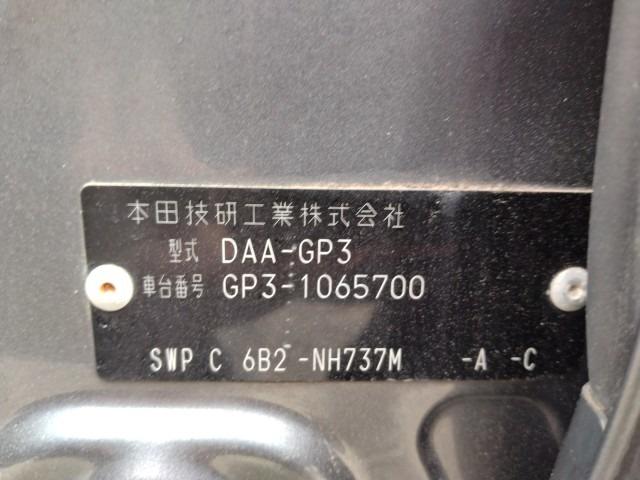 本田技研工業株式会社
型式 DAA-GP3
車台番号 GP3-1065700
SWP C 6B2 -NH737M -A -C